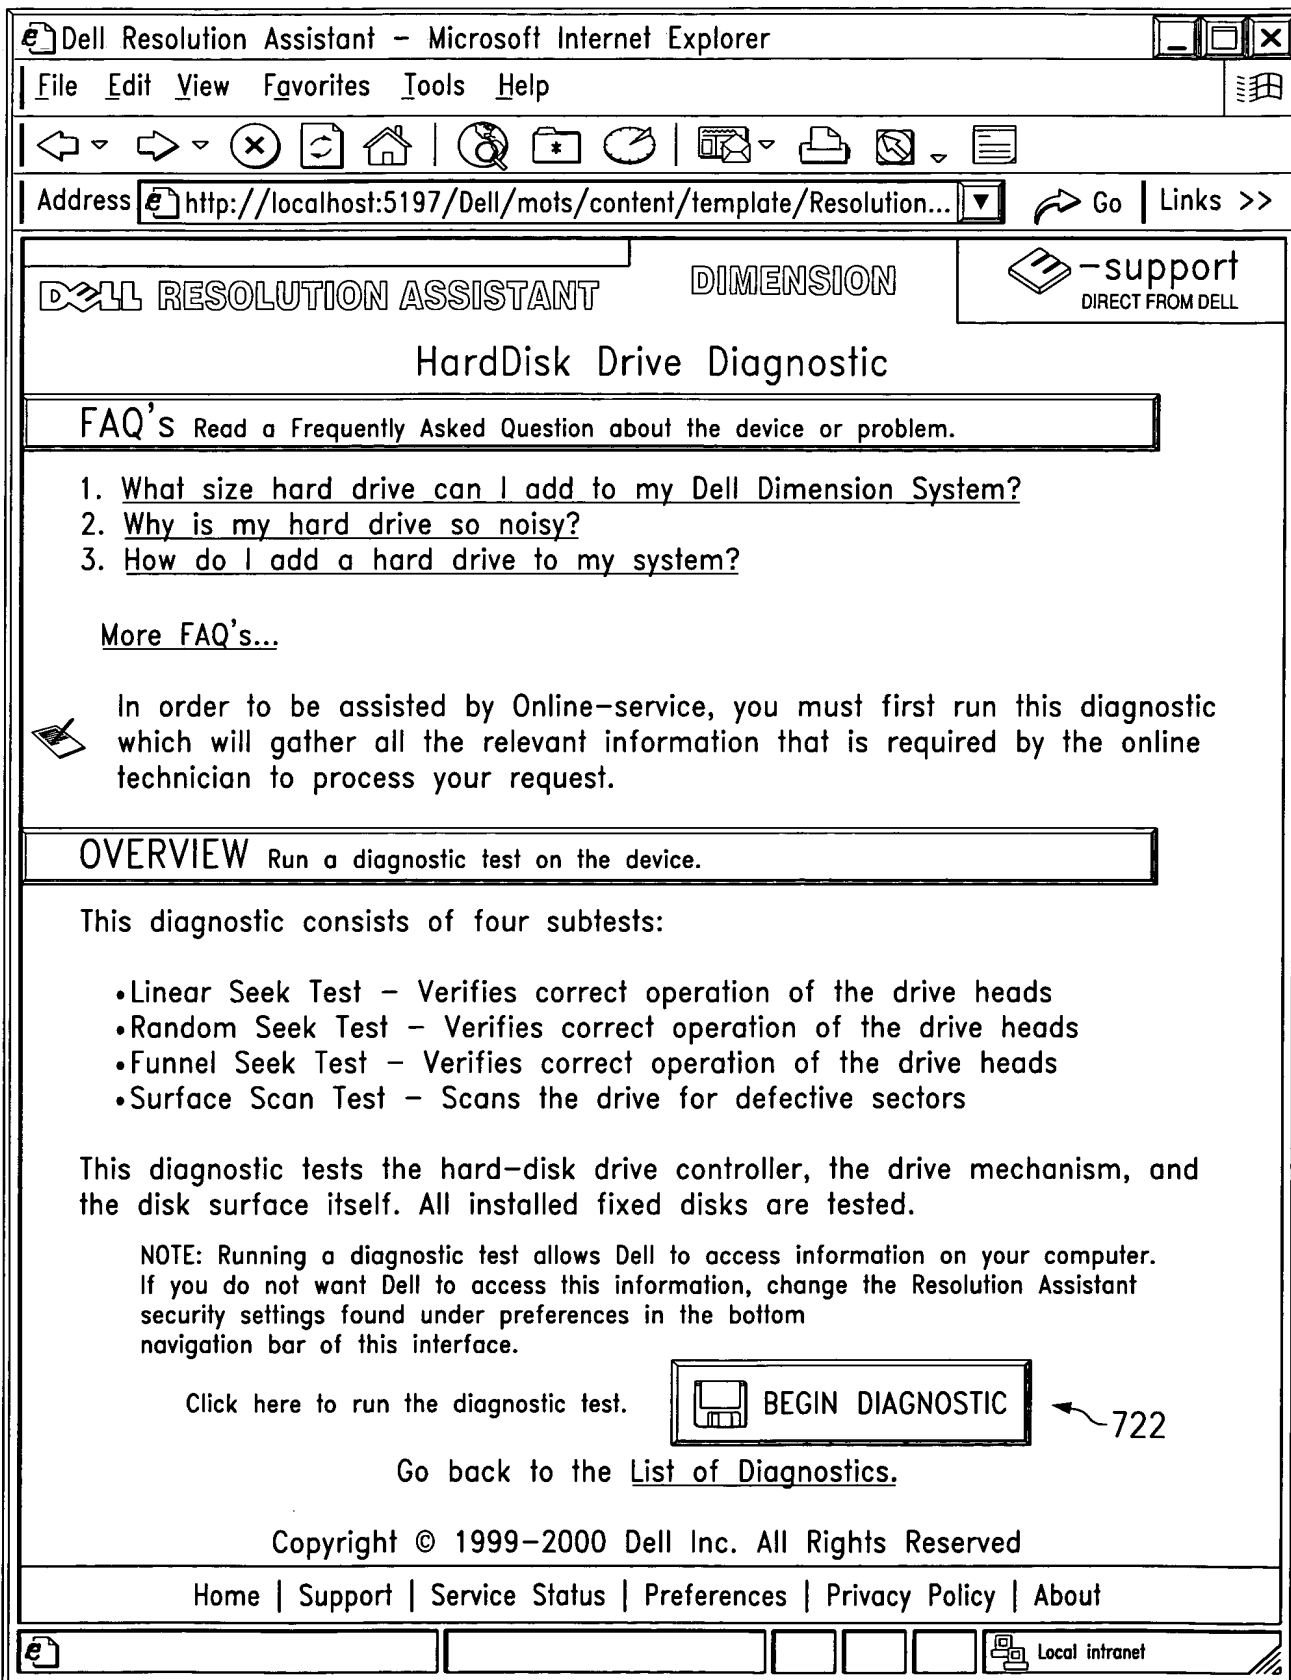 Dell Resolution Assistant – Microsoft Internet Explorer
File Edit View Favorites Tools Help
Address http://localhost:5197/Dell/mots/content/template/Resolution... Go Links >>
DELL RESOLUTION ASSISTANT
DIMENSION
E-support
DIRECT FROM DELL
HardDisk Drive Diagnostic
FAQ's Read a Frequently Asked Question about the device or problem.
1. What size hard drive can I add to my Dell Dimension System?
2. Why is my hard drive so noisy?
3. How do I add a hard drive to my system?
More FAQ's...
In order to be assisted by Online-service, you must first run this diagnostic
which will gather all the relevant information that is required by the online
technician to process your request.
OVERVIEW Run a diagnostic test on the device.
This diagnostic consists of four subtests:
•Linear Seek Test – Verifies correct operation of the drive heads
•Random Seek Test – Verifies correct operation of the drive heads
•Funnel Seek Test – Verifies correct operation of the drive heads
•Surface Scan Test – Scans the drive for defective sectors
This diagnostic tests the hard-disk drive controller, the drive mechanism, and
the disk surface itself. All installed fixed disks are tested.
NOTE: Running a diagnostic test allows Dell to access information on your computer.
If you do not want Dell to access this information, change the Resolution Assistant
security settings found under preferences in the bottom
navigation bar of this interface.
Click here to run the diagnostic test. BEGIN DIAGNOSTIC
722
Go back to the List of Diagnostics.
Copyright © 1999–2000 Dell Inc. All Rights Reserved
Home | Support | Service Status | Preferences | Privacy Policy | About
Local intranet